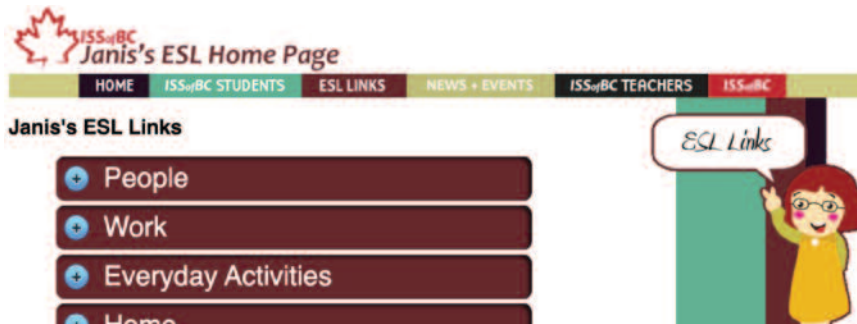 ISSofBC
Janis's ESL Home Page
HOME ISSofBC STUDENTS ESL LINKS NEWS + EVENTS ISSofBC TEACHERS ISSofBC
Janis's ESL Links
ESL Links
People
Work
Everyday Activities
Home